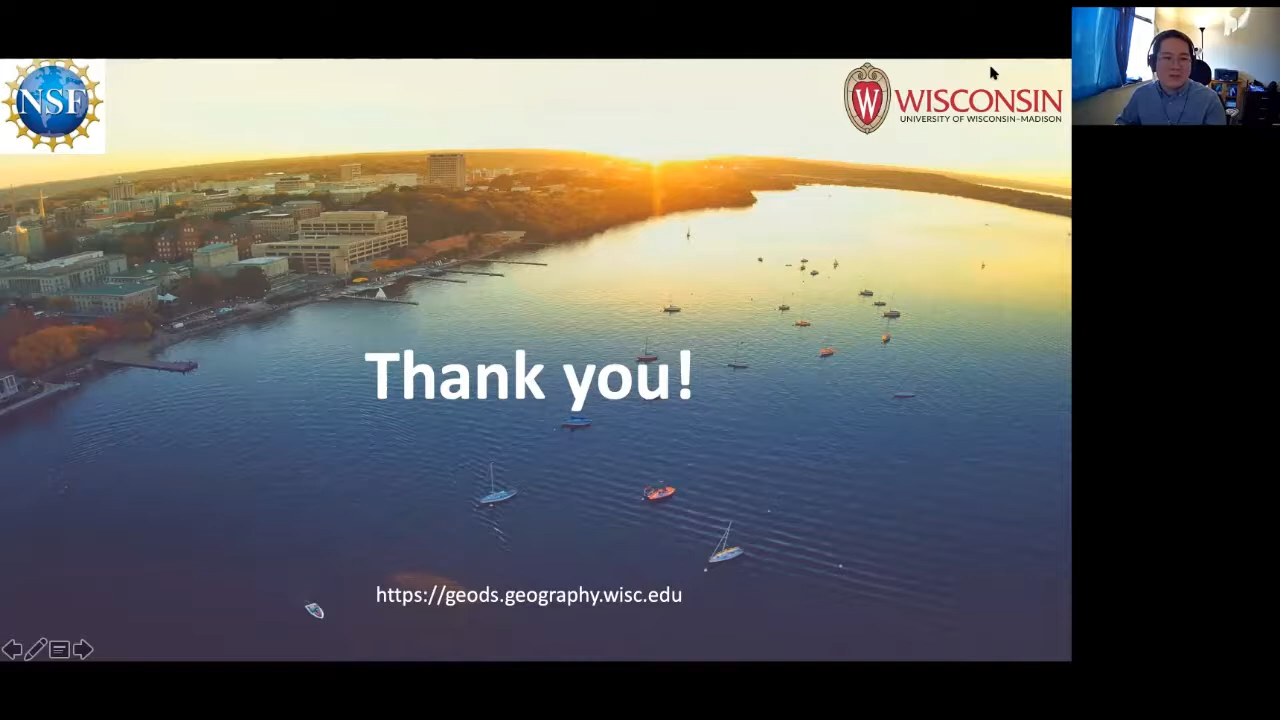 NSF
W
WISCONSIN
UNIVERSITY OF WISCONSIN–MADISON
Thank you!
https://geods.geography.wisc.edu